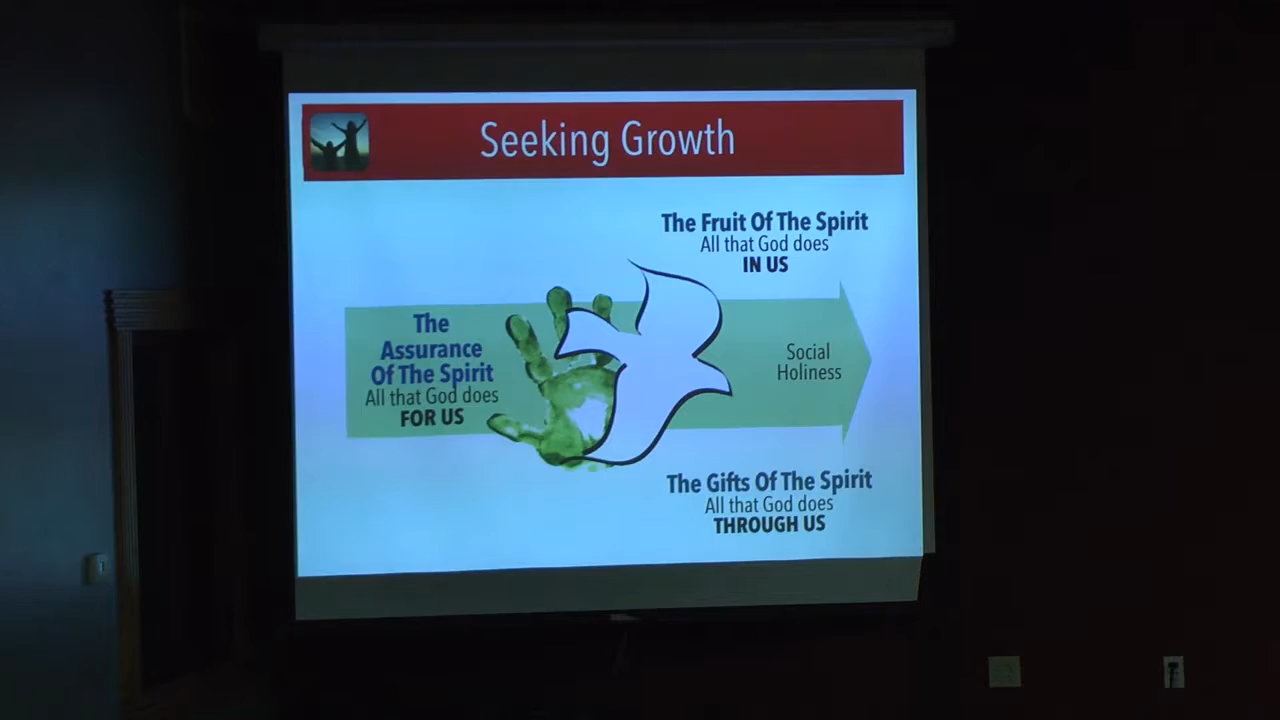 Seeking Growth
The Fruit Of The Spirit
All that God does
IN US
The
Assurance
Of The Spirit
All that God does
FOR US
Social
Holiness
The Gifts Of The Spirit
All that God does
THROUGH US